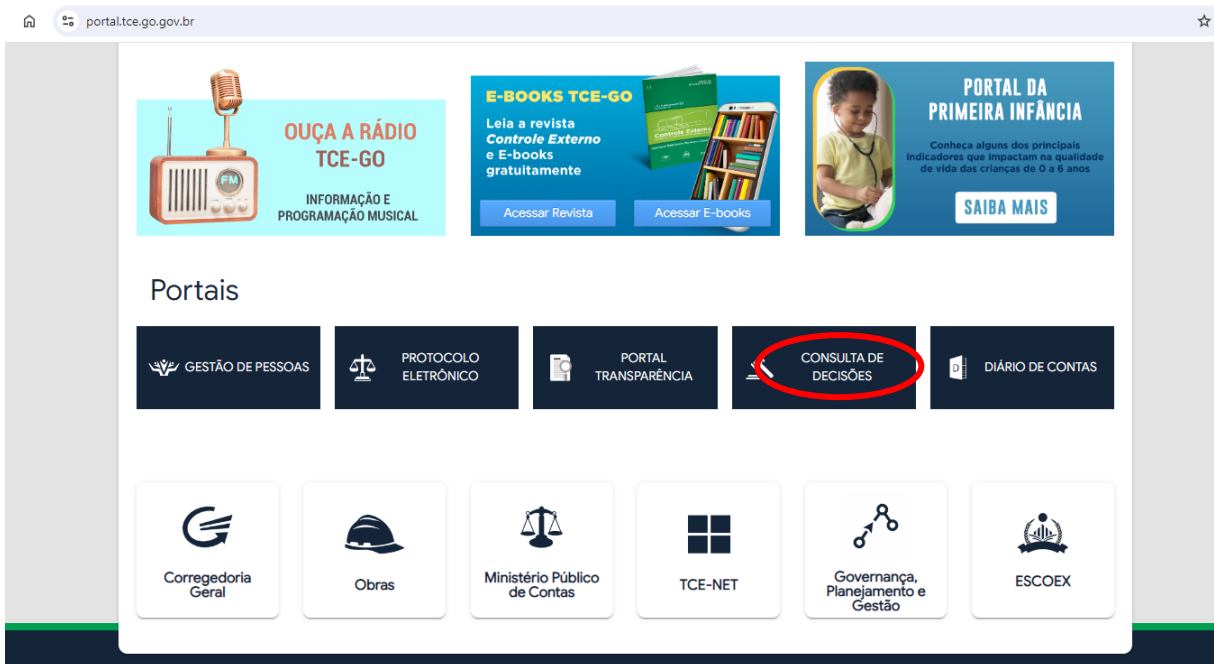 portal.tce.go.gov.br
OUÇA A RÁDIO
TCE-GO
INFORMAÇÃO E
PROGRAMAÇÃO MUSICAL
FM
E-BOOKS TCE-GO
Leia a revista
Controle Externo
e E-books
gratuitamente
Controle Externo
Acessar Revista
Acessar E-books
PORTAL DA
PRIMEIRA INFÂNCIA
Conheça alguns dos principais
Indicadores que impactam na qualidade
de vida das crianças de 0 a 6 anos
SAIBA MAIS
Portais
GESTÃO DE PESSOAS
PROTOCOLO
ELETRÔNICO
PORTAL
TRANSPARÊNCIA
CONSULTA DE
DECISÕES
D
DIÁRIO DE CONTAS
Corregedoria
Geral
Obras
Ministério Público
de Contas
TCE-NET
Governança,
Planejamento e
Gestão
ESCOEX